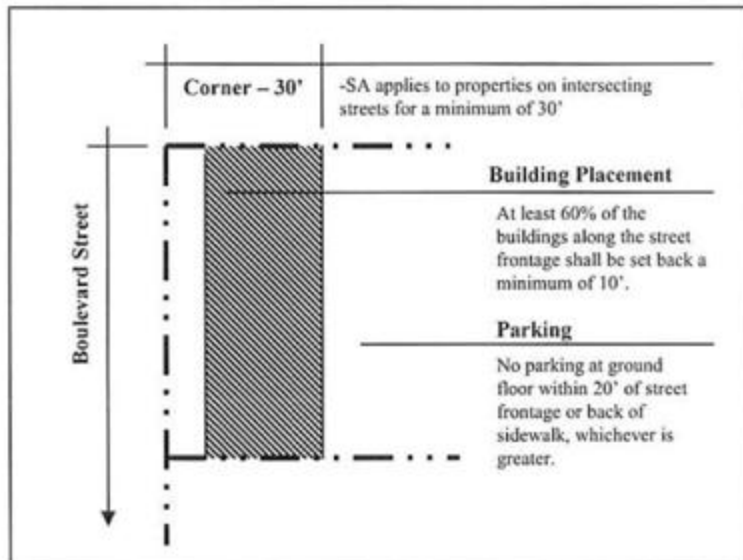 Corner – 30'
-SA applies to properties on intersecting
streets for a minimum of 30'
Boulevard Street
Building Placement
At least 60% of the
buildings along the street
frontage shall be set back a
minimum of 10'.
Parking
No parking at ground
floor within 20' of street
frontage or back of
sidewalk, whichever is
greater.